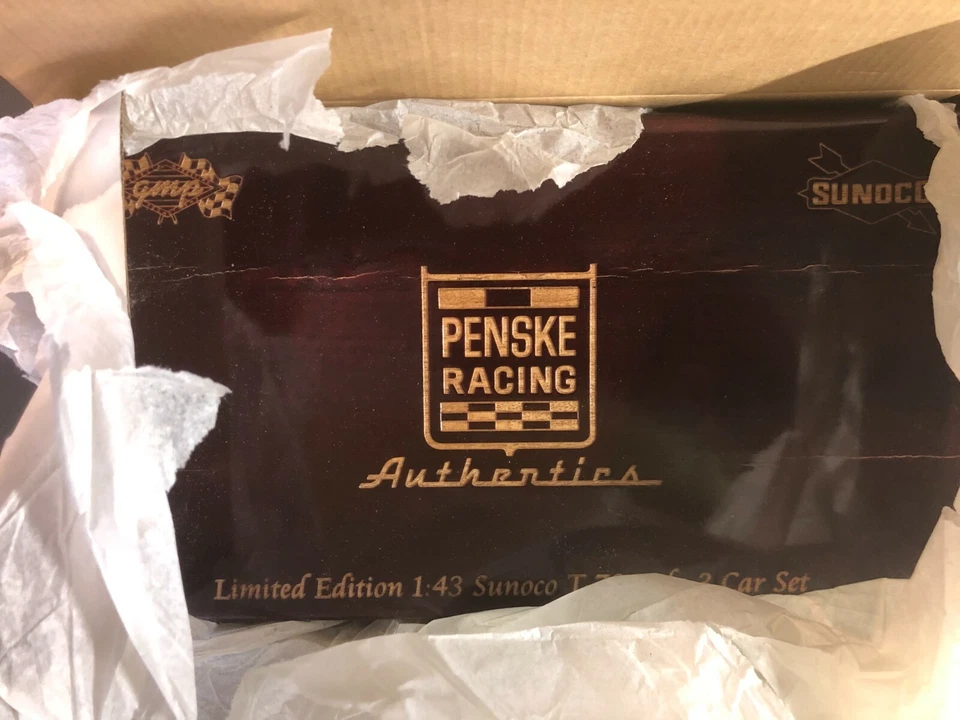 gmp
SUNOCO
PENSKE
RACING
Authentics
Limited Edition 1:43 Sunoco T Car Set